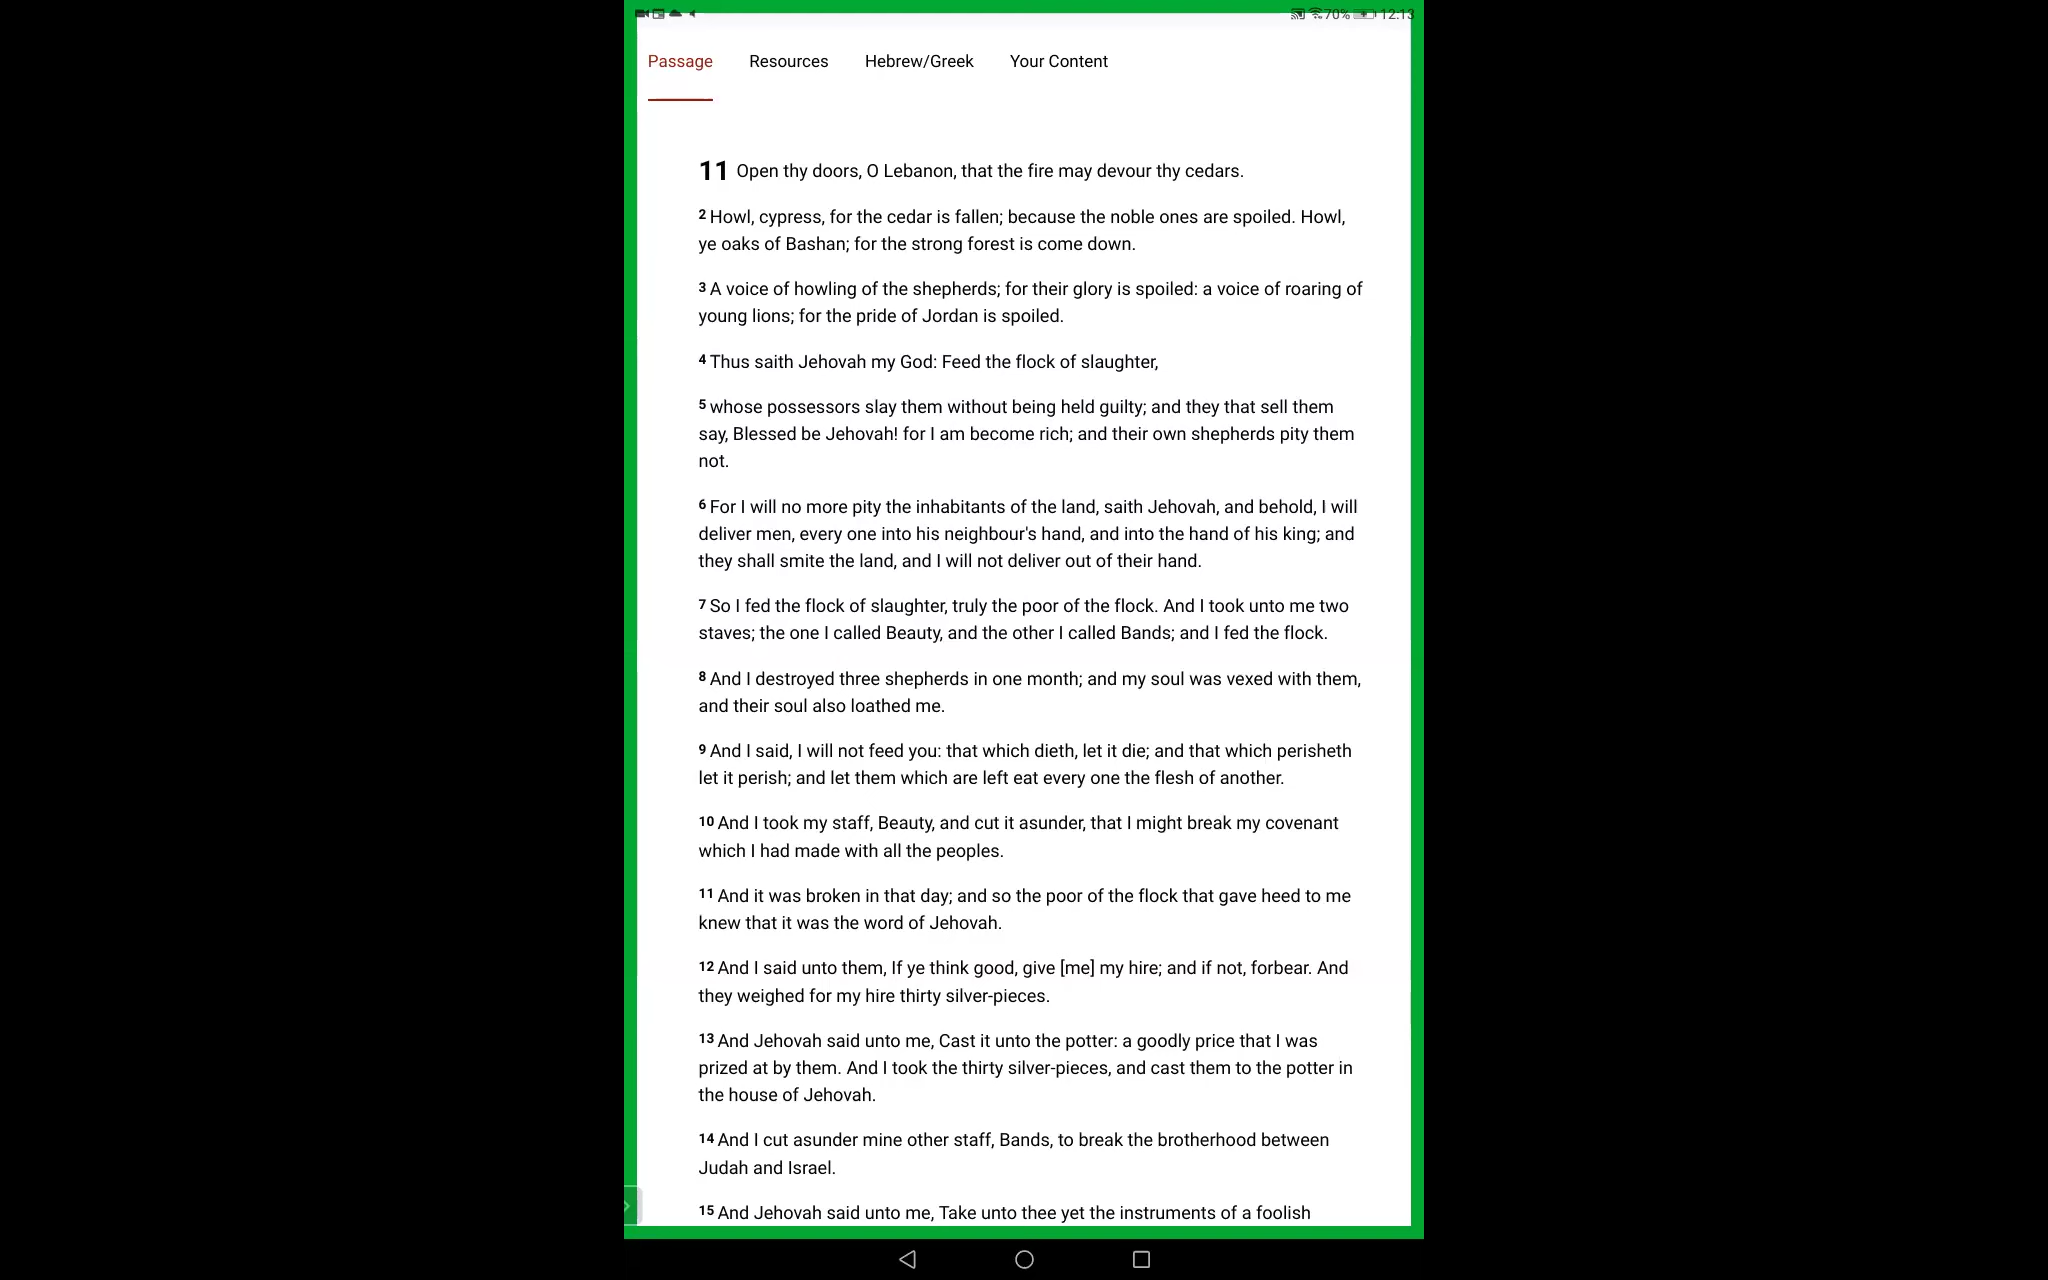 70% 12:13
Passage Resources Hebrew/Greek Your Content
11 Open thy doors, O Lebanon, that the fire may devour thy cedars.
2 Howl, cypress, for the cedar is fallen; because the noble ones are spoiled. Howl,
ye oaks of Bashan; for the strong forest is come down.
3 A voice of howling of the shepherds; for their glory is spoiled: a voice of roaring of
young lions; for the pride of Jordan is spoiled.
4 Thus saith Jehovah my God: Feed the flock of slaughter,
5 whose possessors slay them without being held guilty; and they that sell them
say, Blessed be Jehovah! for I am become rich; and their own shepherds pity them
not.
6 For I will no more pity the inhabitants of the land, saith Jehovah, and behold, I will
deliver men, every one into his neighbour's hand, and into the hand of his king; and
they shall smite the land, and I will not deliver out of their hand.
7 So I fed the flock of slaughter, truly the poor of the flock. And I took unto me two
staves; the one I called Beauty, and the other I called Bands; and I fed the flock.
8 And I destroyed three shepherds in one month; and my soul was vexed with them,
and their soul also loathed me.
9 And I said, I will not feed you: that which dieth, let it die; and that which perisheth
let it perish; and let them which are left eat every one the flesh of another.
10 And I took my staff, Beauty, and cut it asunder, that I might break my covenant
which I had made with all the peoples.
11 And it was broken in that day; and so the poor of the flock that gave heed to me
knew that it was the word of Jehovah.
12 And I said unto them, If ye think good, give [me] my hire; and if not, forbear. And
they weighed for my hire thirty silver-pieces.
13 And Jehovah said unto me, Cast it unto the potter: a goodly price that I was
prized at by them. And I took the thirty silver-pieces, and cast them to the potter in
the house of Jehovah.
14 And I cut asunder mine other staff, Bands, to break the brotherhood between
Judah and Israel.
15 And Jehovah said unto me, Take unto thee yet the instruments of a foolish